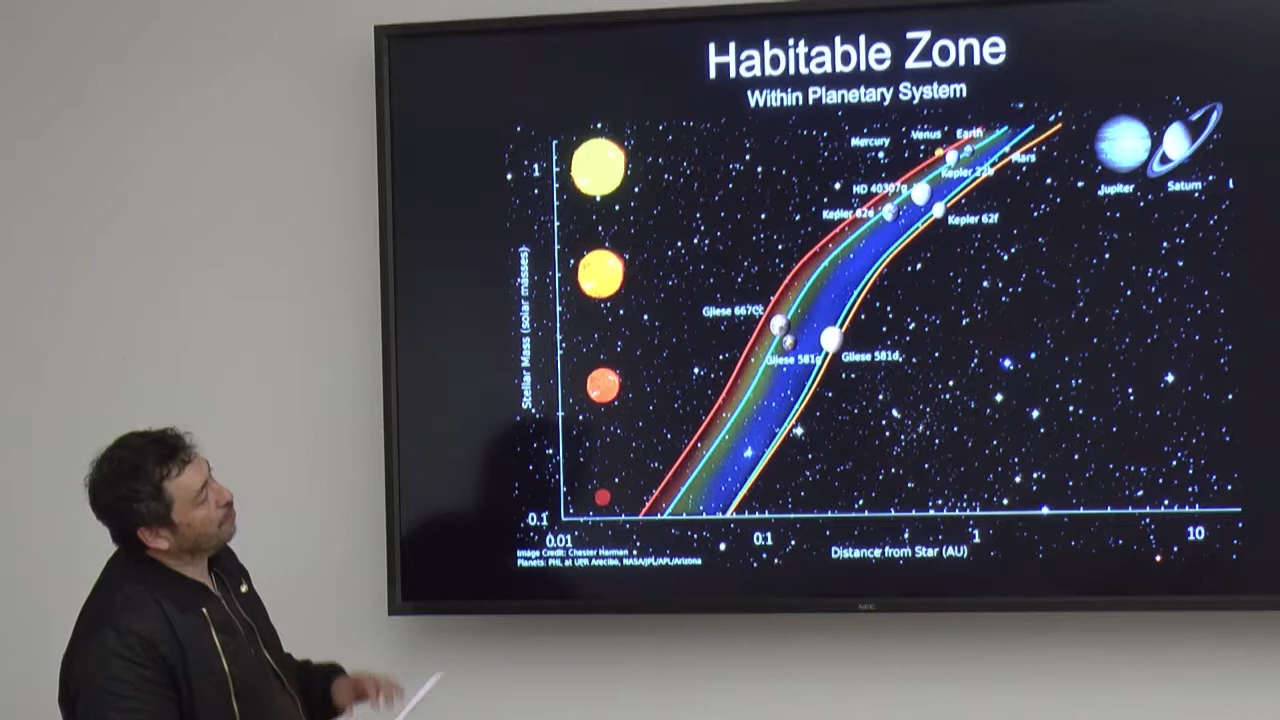 Habitable Zone
Within Planetary System
Mercury
Venus
Earth
Mars
Kepler 22b
HD 40307g
Kepler 62e
Kepler 62f
Jupiter
Saturn
1
Stellar Mass (solar masses)
Gliese 667Cc
Gliese 581g
Gliese 581d
0.1
0.01
0.1
1
10
Distance from Star (AU)
Image Credit: Chester Harman
Planets: PHL at UPR Arecibo, NASA/JPL/APL/Arizona
NEC